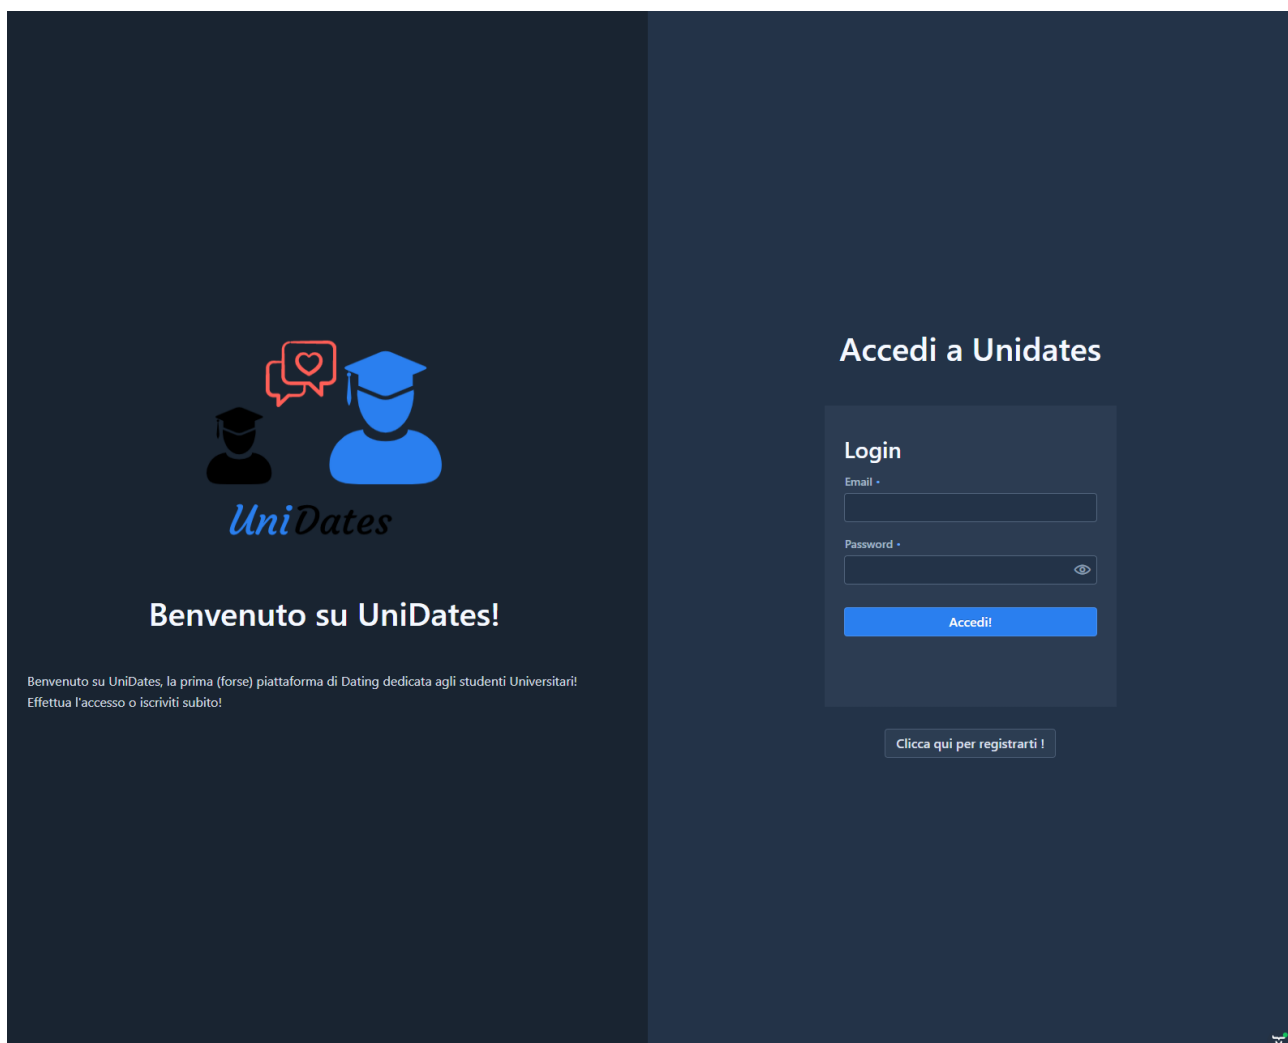 UniDates
Benvenuto su UniDates!
Benvenuto su UniDates, la prima (forse) piattaforma di Dating dedicata agli studenti Universitari!
Effettua l'accesso o iscriviti subito!
Accedi a Unidates
Login
Email •
Password •
Accedi!
Clicca qui per registrarti !